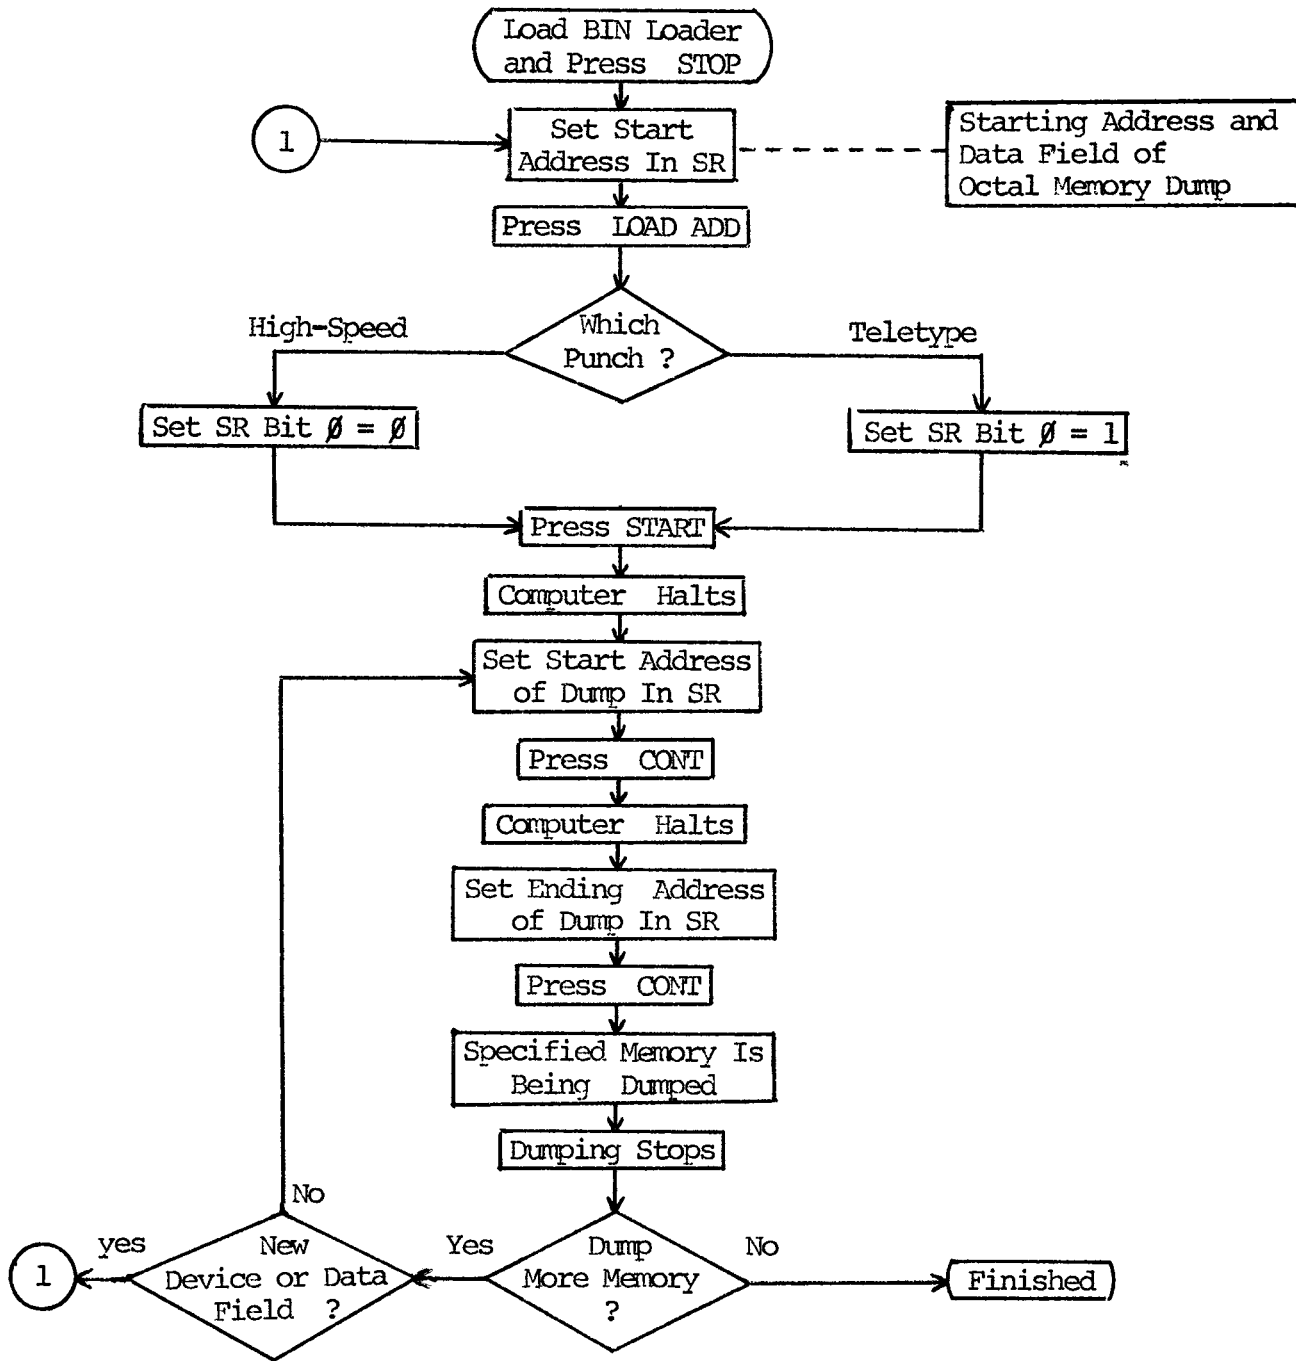 Load BIN Loader
and Press STOP
1
Set Start
Address In SR
Starting Address and
Data Field of
Octal Memory Dump
Press LOAD ADD
Which
Punch ?
High-Speed
Teletype
Set SR Bit Ø = Ø
Set SR Bit Ø = 1
Press START
Computer Halts
Set Start Address
of Dump In SR
Press CONT
Computer Halts
Set Ending Address
of Dump In SR
Press CONT
Specified Memory Is
Being Dumped
Dumping Stops
No
1
yes
New
Device or Data
Field ?
Yes
Dump
More Memory
?
No
Finished